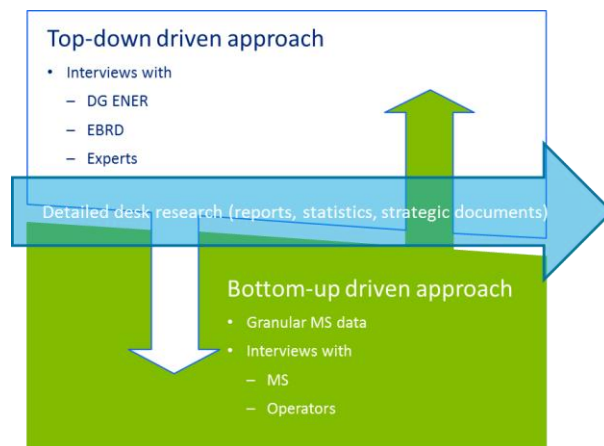 Top-down driven approach
• Interviews with
– DG ENER
– EBRD
– Experts
Detailed desk research (reports, statistics, strategic documents)
Bottom-up driven approach
• Granular MS data
• Interviews with
– MS
– Operators